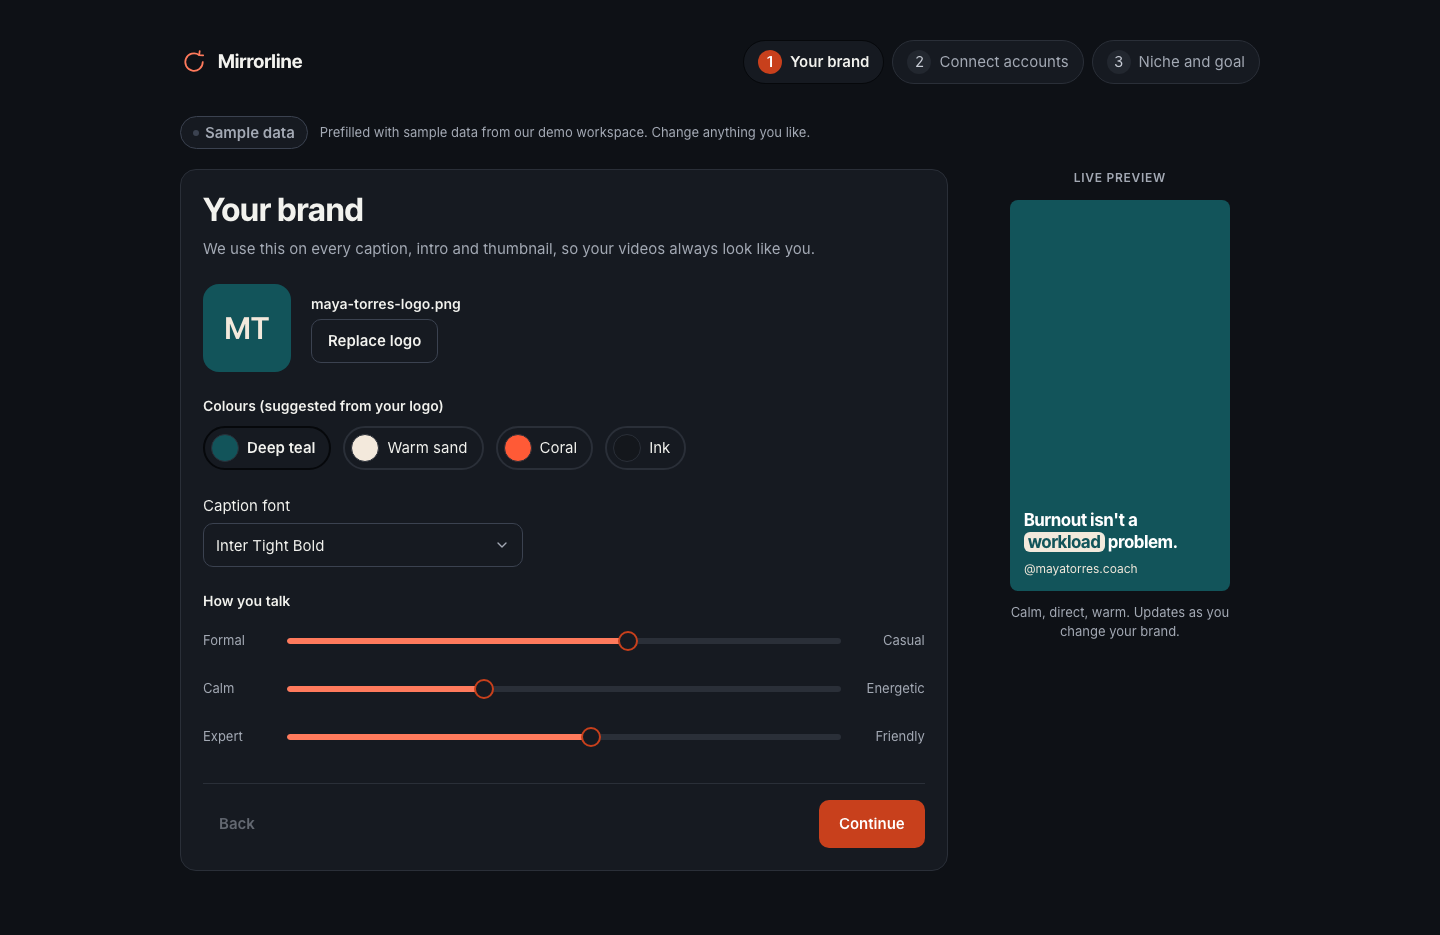 Mirrorline
1 Your brand
2 Connect accounts
3 Niche and goal
Sample data
Prefilled with sample data from our demo workspace. Change anything you like.
Your brand
We use this on every caption, intro and thumbnail, so your videos always look like you.
MT
maya-torres-logo.png
Replace logo
Colours (suggested from your logo)
Deep teal
Warm sand
Coral
Ink
Caption font
Inter Tight Bold
How you talk
Formal
Casual
Calm
Energetic
Expert
Friendly
Back
Continue
LIVE PREVIEW
Burnout isn't a
workload problem.
@mayatorres.coach
Calm, direct, warm. Updates as you
change your brand.